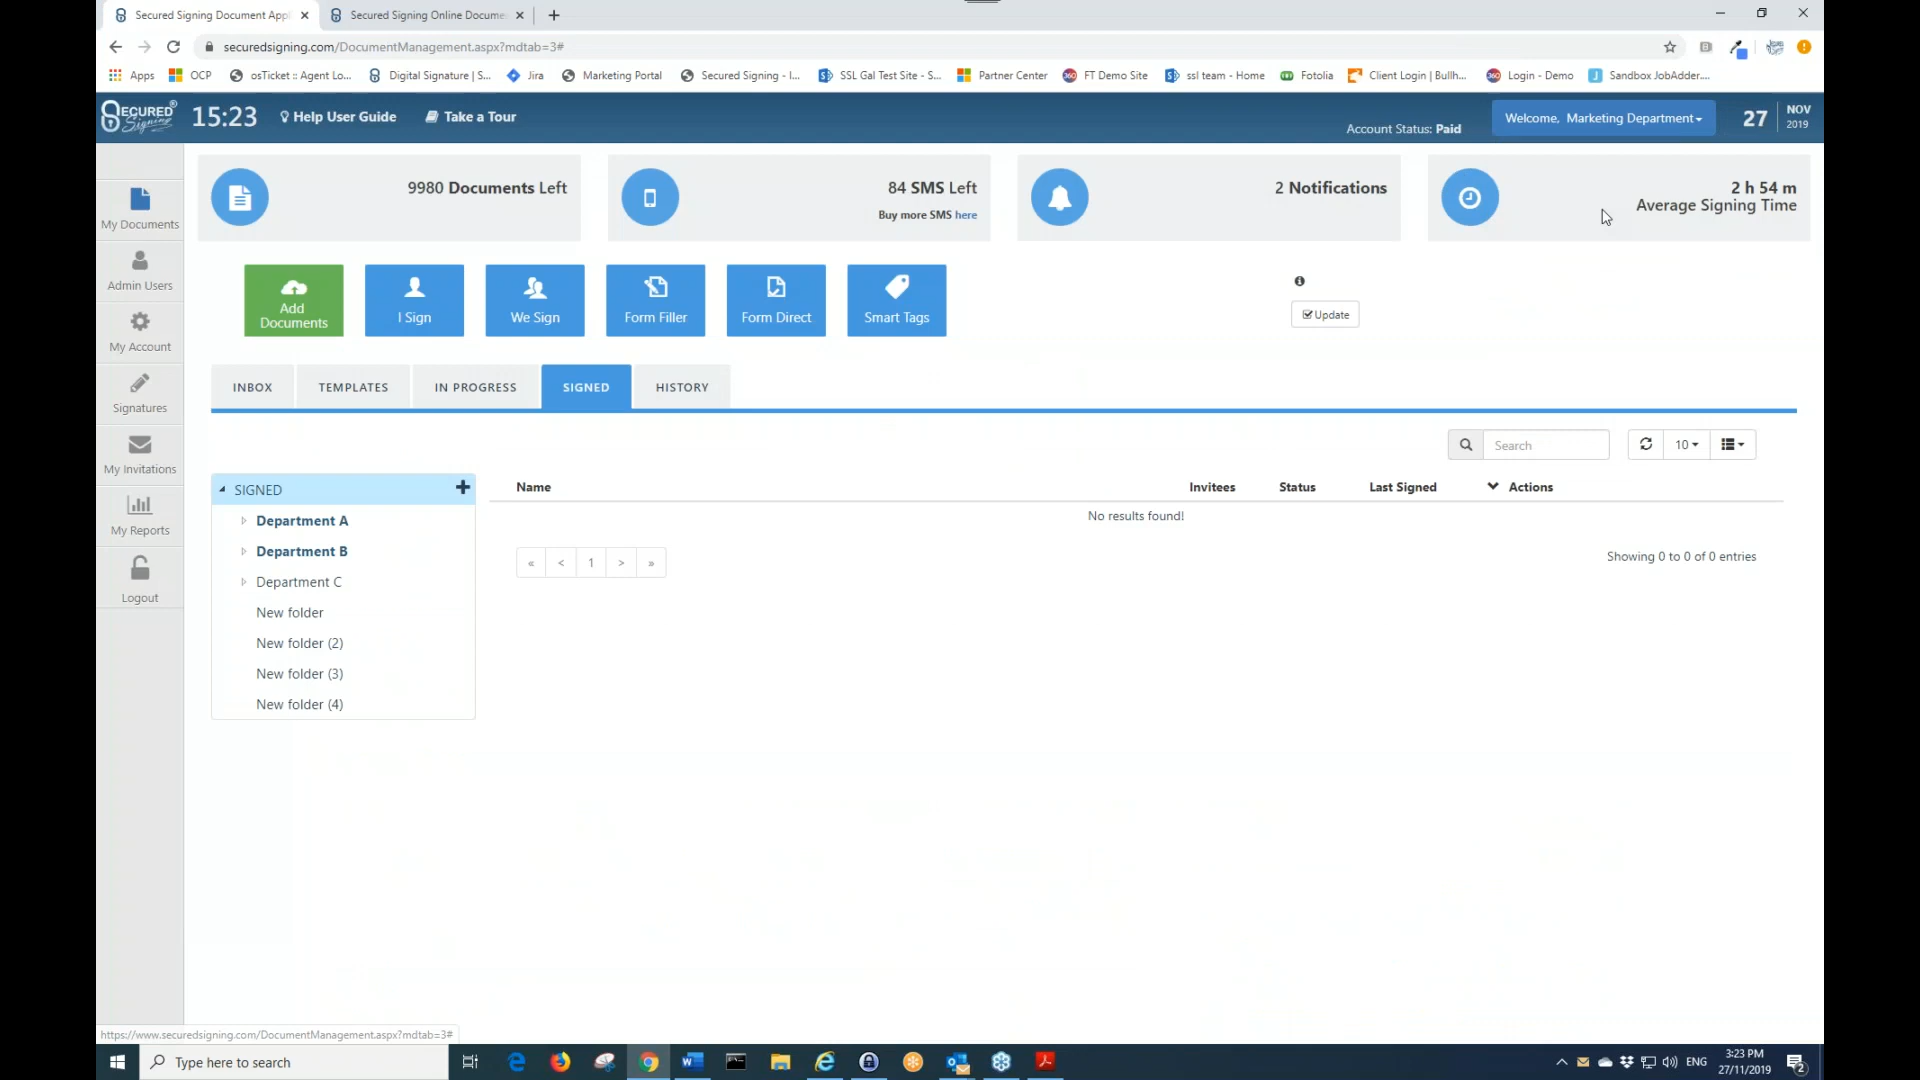 Secured Signing Document Appl
Secured Signing Online Docume
securedsigning.com/DocumentManagement.aspx?mdtab=3#
Apps
OCP
osTicket :: Agent Lo...
Digital Signature | S...
Jira
Marketing Portal
Secured Signing - I...
SSL Gal Test Site - S...
Partner Center
FT Demo Site
ssl team - Home
Fotolia
Client Login | Bullh...
Login - Demo
Sandbox JobAdder....
SECURED
Signing
15:23
Help User Guide
Take a Tour
Account Status: Paid
Welcome, Marketing Department
27
NOV
2019
9980 Documents Left
84 SMS Left
Buy more SMS here
2 Notifications
2 h 54 m
Average Signing Time
My Documents
Admin Users
My Account
Signatures
My Invitations
My Reports
Logout
Add
Documents
I Sign
We Sign
Form Filler
Form Direct
Smart Tags
Update
INBOX
TEMPLATES
IN PROGRESS
SIGNED
HISTORY
Search
10
SIGNED
Department A
Department B
Department C
New folder
New folder (2)
New folder (3)
New folder (4)
Name
Invitees
Status
Last Signed
Actions
No results found!
« < 1 > »
Showing 0 to 0 of 0 entries
https://www.securedsigning.com/DocumentManagement.aspx?mdtab=3#
Type here to search
ENG
3:23 PM
27/11/2019
2